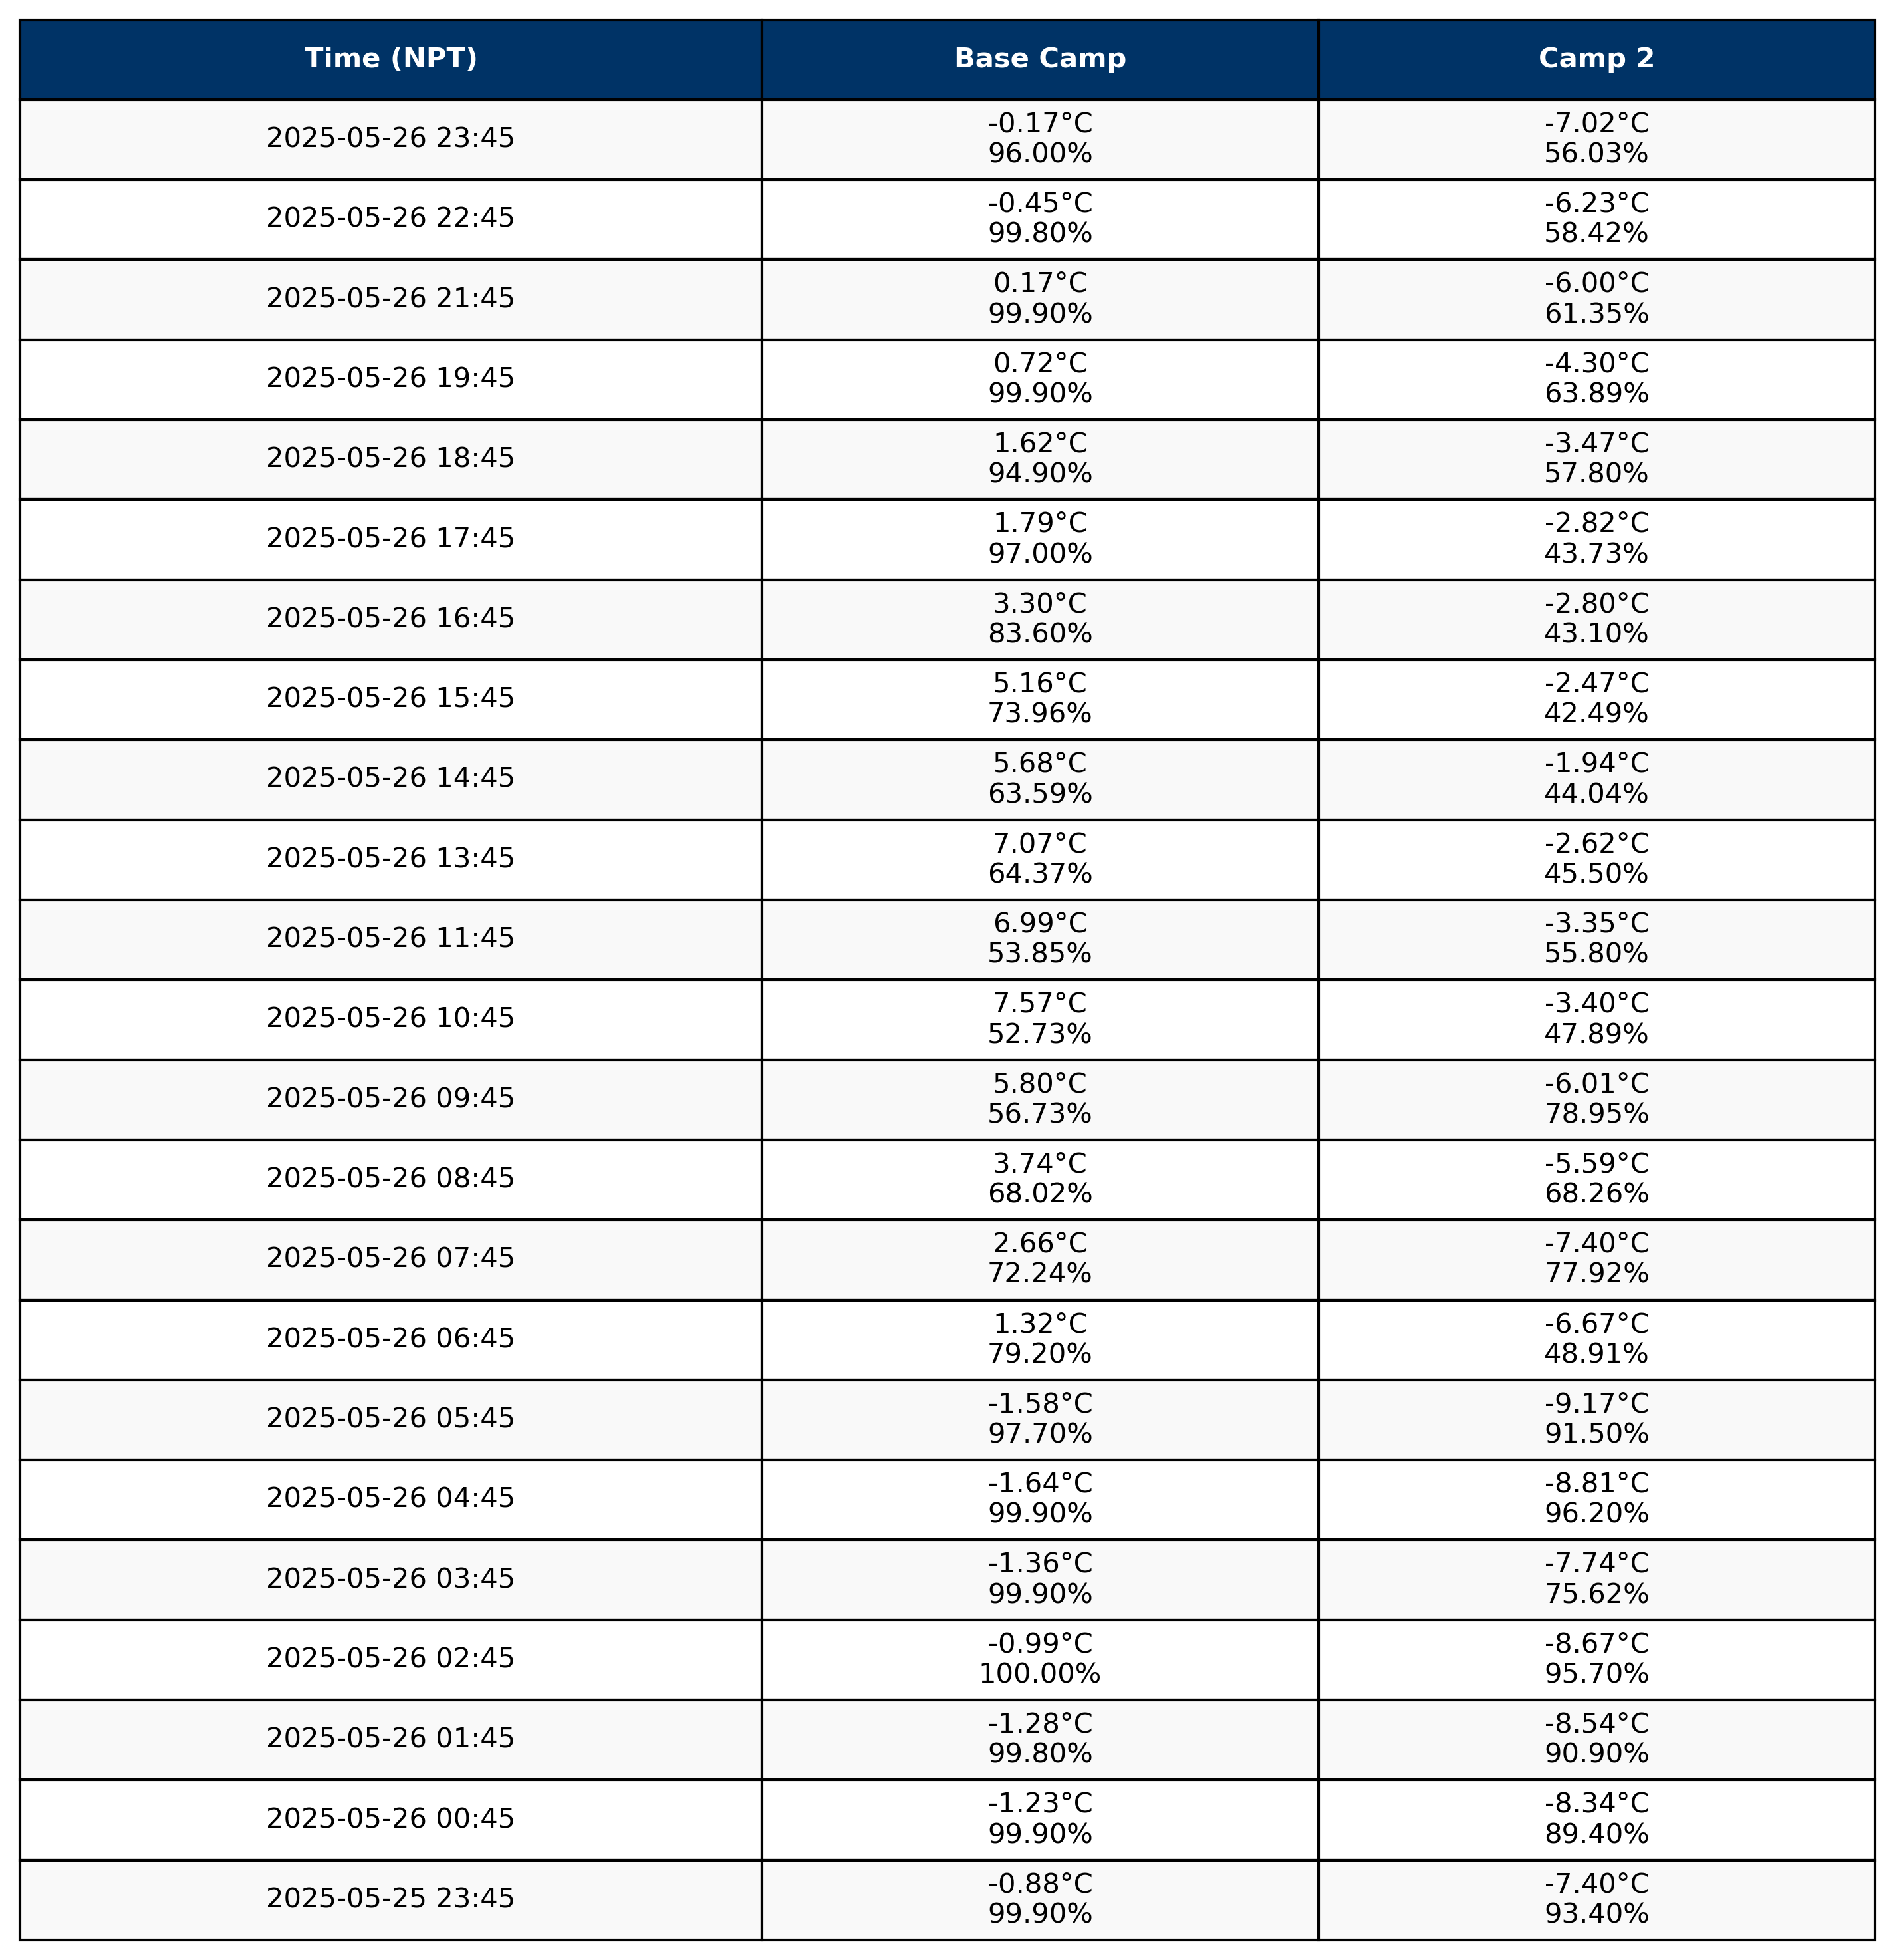 Time (NPT) Base Camp Camp 2
2025-05-26 23:45 -0.17°C -7.02°C
96.00% 56.03%
2025-05-26 22:45 -0.45°C -6.23°C
99.80% 58.42%
2025-05-26 21:45 0.17°C -6.00°C
99.90% 61.35%
2025-05-26 19:45 0.72°C -4.30°C
99.90% 63.89%
2025-05-26 18:45 1.62°C -3.47°C
94.90% 57.80%
2025-05-26 17:45 1.79°C -2.82°C
97.00% 43.73%
2025-05-26 16:45 3.30°C -2.80°C
83.60% 43.10%
2025-05-26 15:45 5.16°C -2.47°C
73.96% 42.49%
2025-05-26 14:45 5.68°C -1.94°C
63.59% 44.04%
2025-05-26 13:45 7.07°C -2.62°C
64.37% 45.50%
2025-05-26 11:45 6.99°C -3.35°C
53.85% 55.80%
2025-05-26 10:45 7.57°C -3.40°C
52.73% 47.89%
2025-05-26 09:45 5.80°C -6.01°C
56.73% 78.95%
2025-05-26 08:45 3.74°C -5.59°C
68.02% 68.26%
2025-05-26 07:45 2.66°C -7.40°C
72.24% 77.92%
2025-05-26 06:45 1.32°C -6.67°C
79.20% 48.91%
2025-05-26 05:45 -1.58°C -9.17°C
97.70% 91.50%
2025-05-26 04:45 -1.64°C -8.81°C
99.90% 96.20%
2025-05-26 03:45 -1.36°C -7.74°C
99.90% 75.62%
2025-05-26 02:45 -0.99°C -8.67°C
100.00% 95.70%
2025-05-26 01:45 -1.28°C -8.54°C
99.80% 90.90%
2025-05-26 00:45 -1.23°C -8.34°C
99.90% 89.40%
2025-05-25 23:45 -0.88°C -7.40°C
99.90% 93.40%